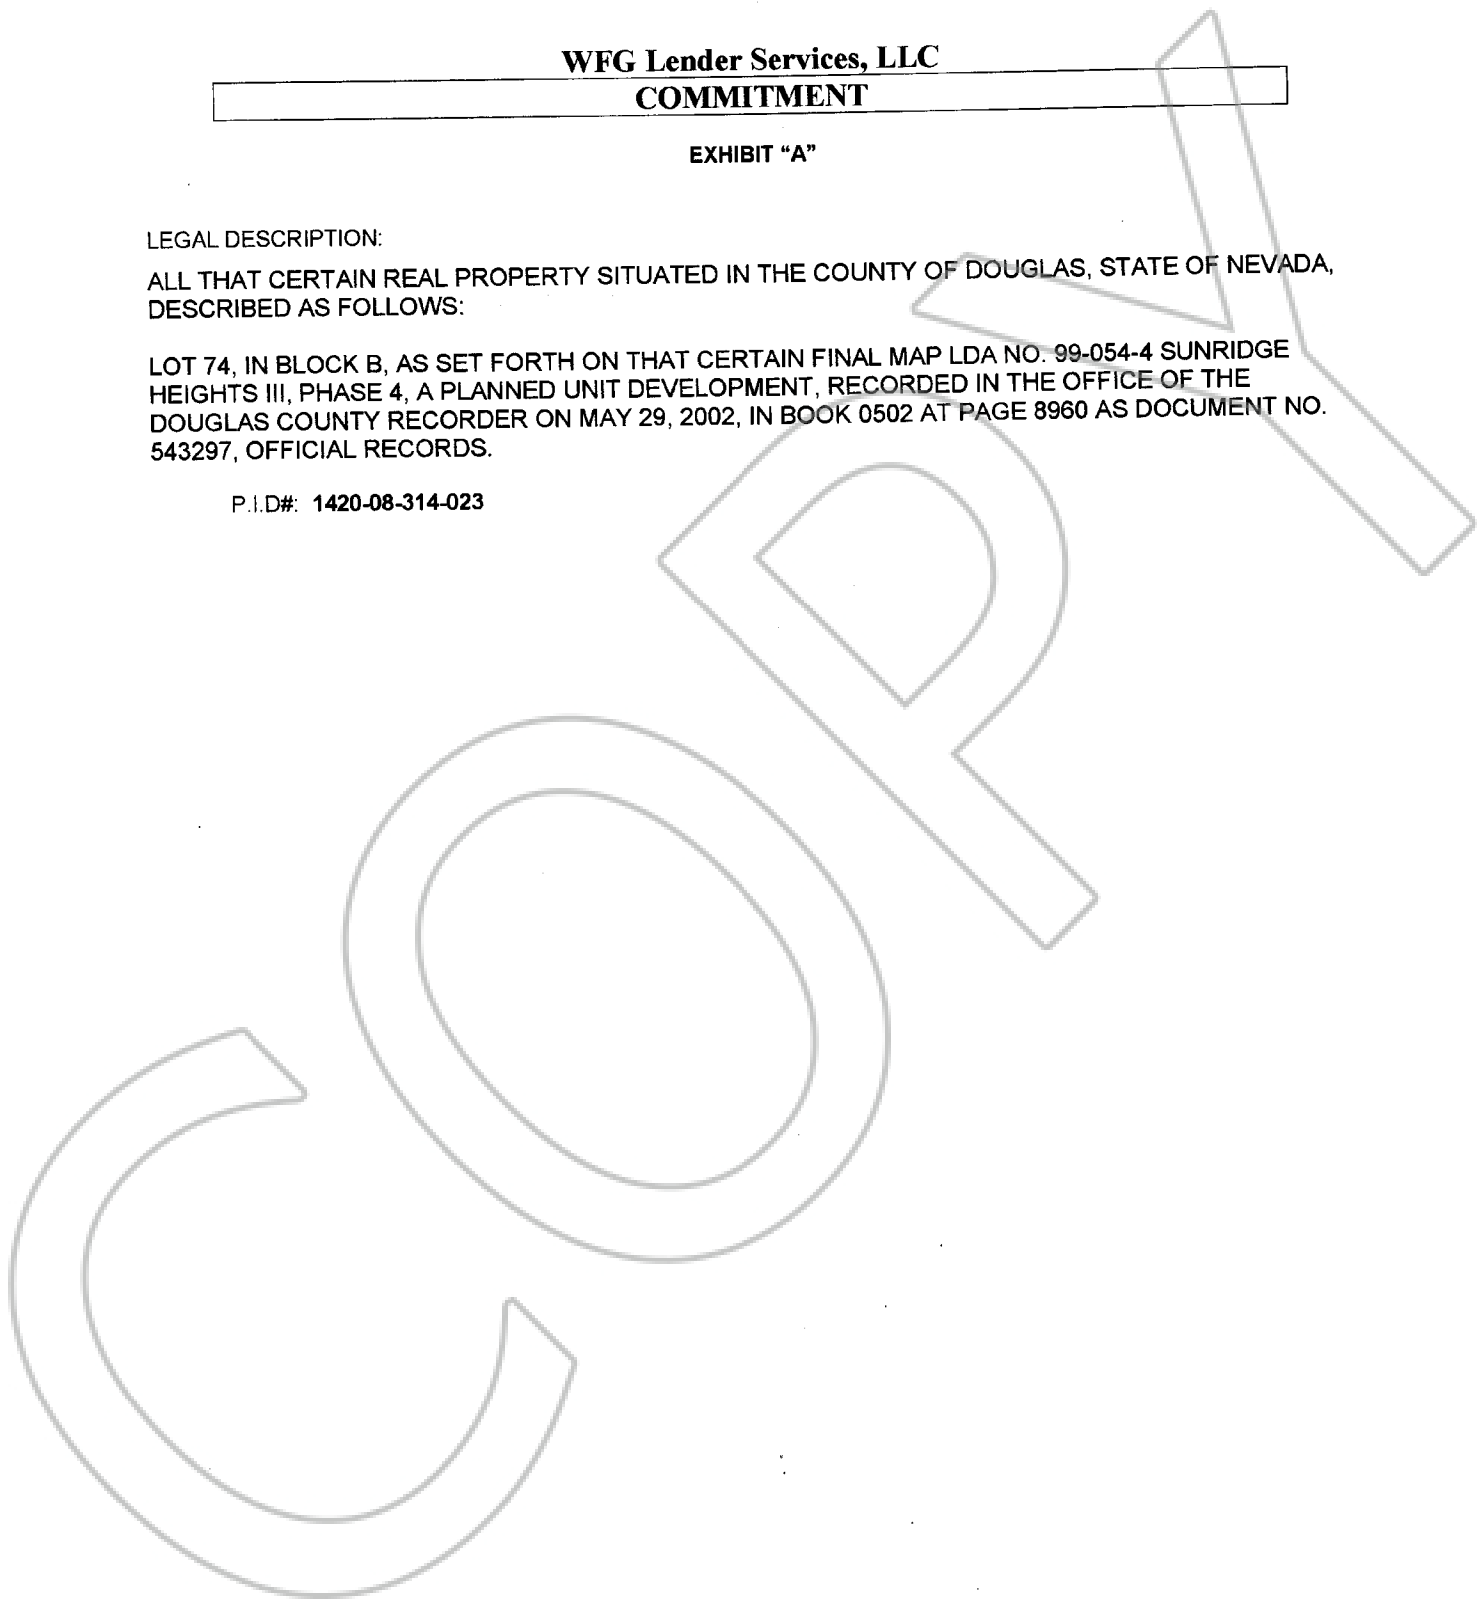 WFG Lender Services, LLC
COMMITMENT
EXHIBIT “A”
LEGAL DESCRIPTION:
ALL THAT CERTAIN REAL PROPERTY SITUATED IN THE COUNTY OF DOUGLAS, STATE OF NEVADA,
DESCRIBED AS FOLLOWS:
LOT 74, IN BLOCK B, AS SET FORTH ON THAT CERTAIN FINAL MAP LDA NO. 99-054-4 SUNRIDGE
HEIGHTS III, PHASE 4, A PLANNED UNIT DEVELOPMENT, RECORDED IN THE OFFICE OF THE
DOUGLAS COUNTY RECORDER ON MAY 29, 2002, IN BOOK 0502 AT PAGE 8960 AS DOCUMENT NO.
543297, OFFICIAL RECORDS.
P.I.D#: 1420-08-314-023
COPY